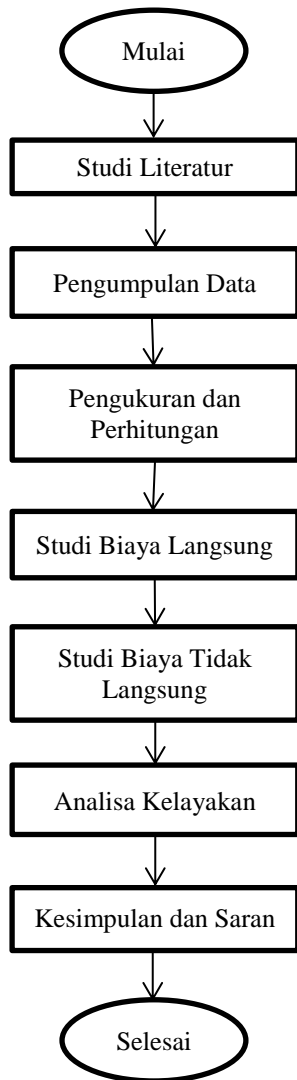 Mulai
Studi Literatur
Pengumpulan Data
Pengukuran dan
Perhitungan
Studi Biaya Langsung
Studi Biaya Tidak
Langsung
Analisa Kelayakan
Kesimpulan dan Saran
Selesai